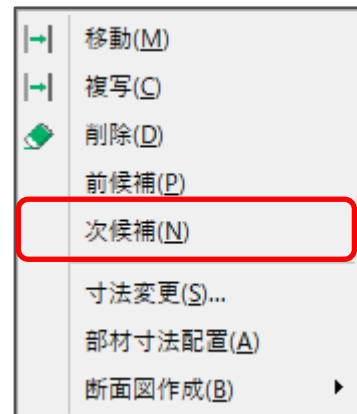 移動(M)
複写(C)
削除(D)
前候補(P)
次候補(N)
寸法変更(S)...
部材寸法配置(A)
断面図作成(B)